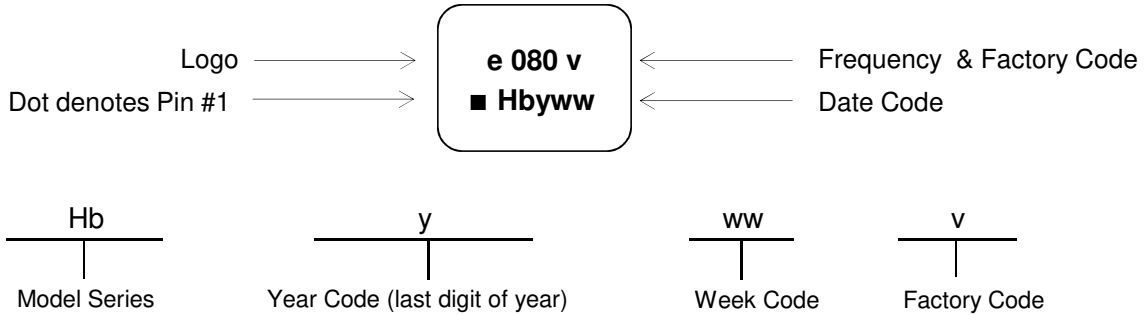 Logo
e 080 v
Frequency & Factory Code
Dot denotes Pin #1
■ Hbyww
Date Code
Hb
y
ww
v
Model Series
Year Code (last digit of year)
Week Code
Factory Code